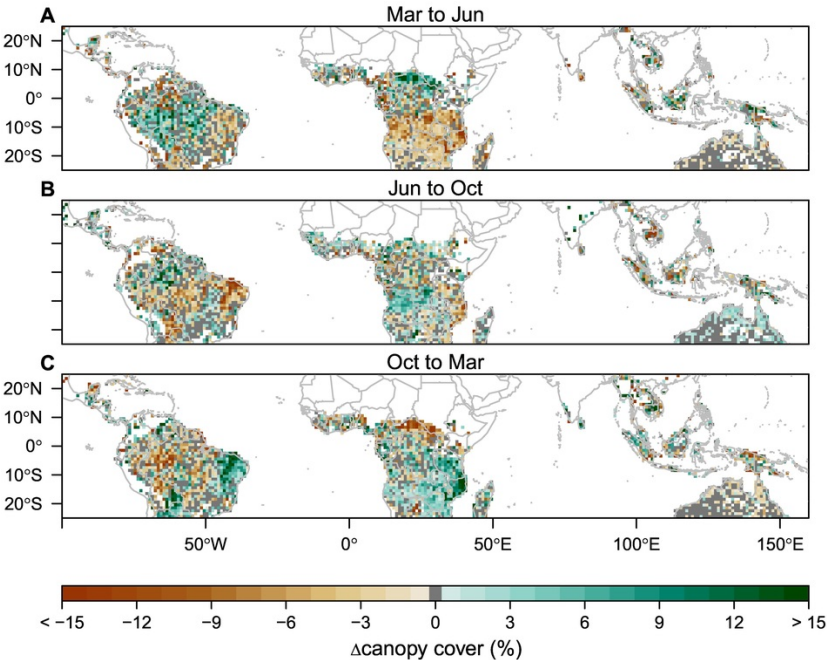 A
Mar to Jun
20°N
10°N
0°
10°S
20°S
B
Jun to Oct
C
Oct to Mar
20°N
10°N
0°
10°S
20°S
50°W
0°
50°E
100°E
150°E
< −15
−12
−9
−6
−3
0
3
6
9
12
> 15
Δcanopy cover (%)